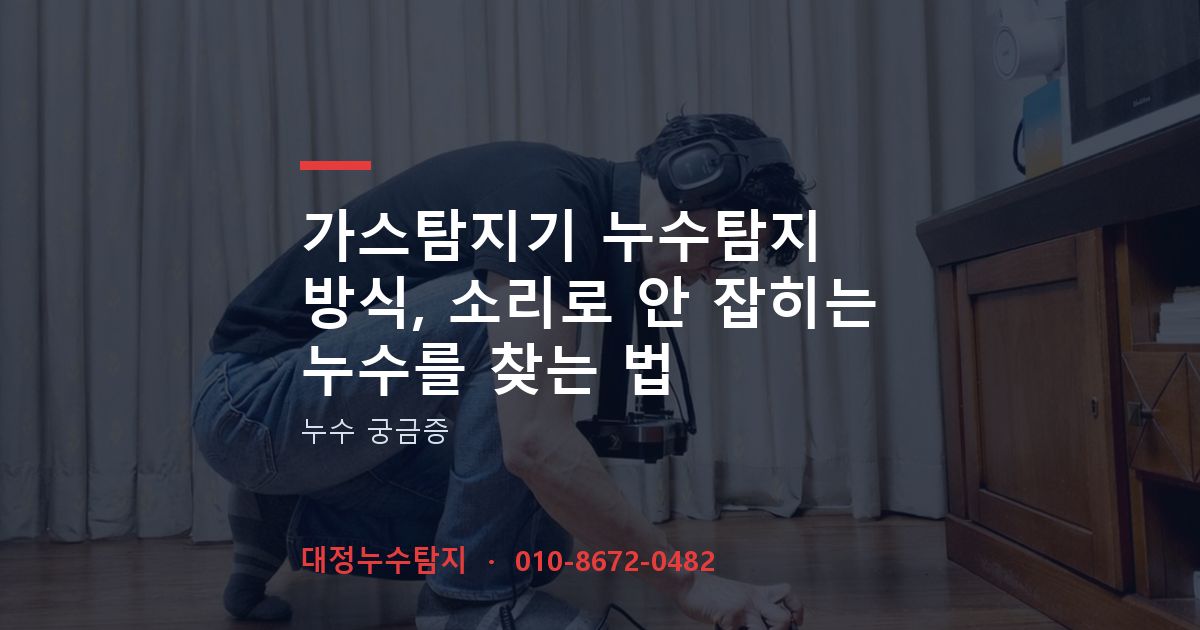 가스탐지기 누수탐지
방식, 소리로 안 잡히는
누수를 찾는 법
누수 궁금증
대정누수탐지 · 010-8672-0482